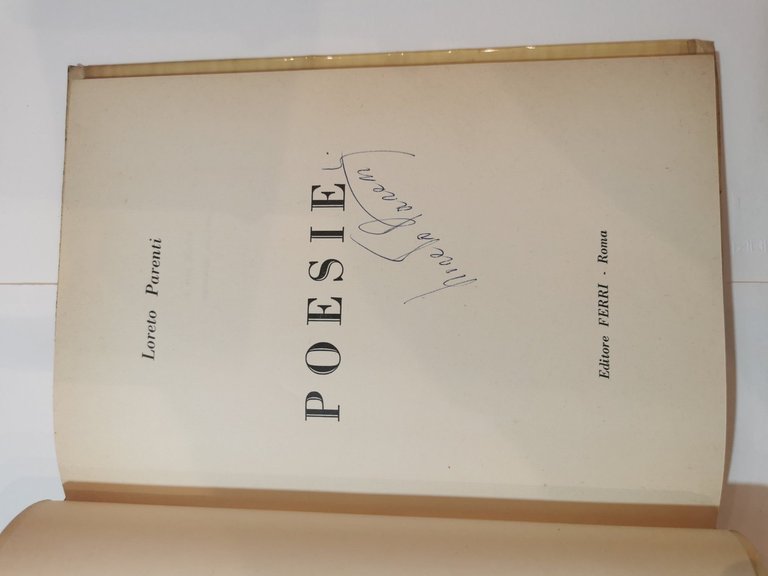 Loreto Parenti
POESIE
Editore FERRI - Roma